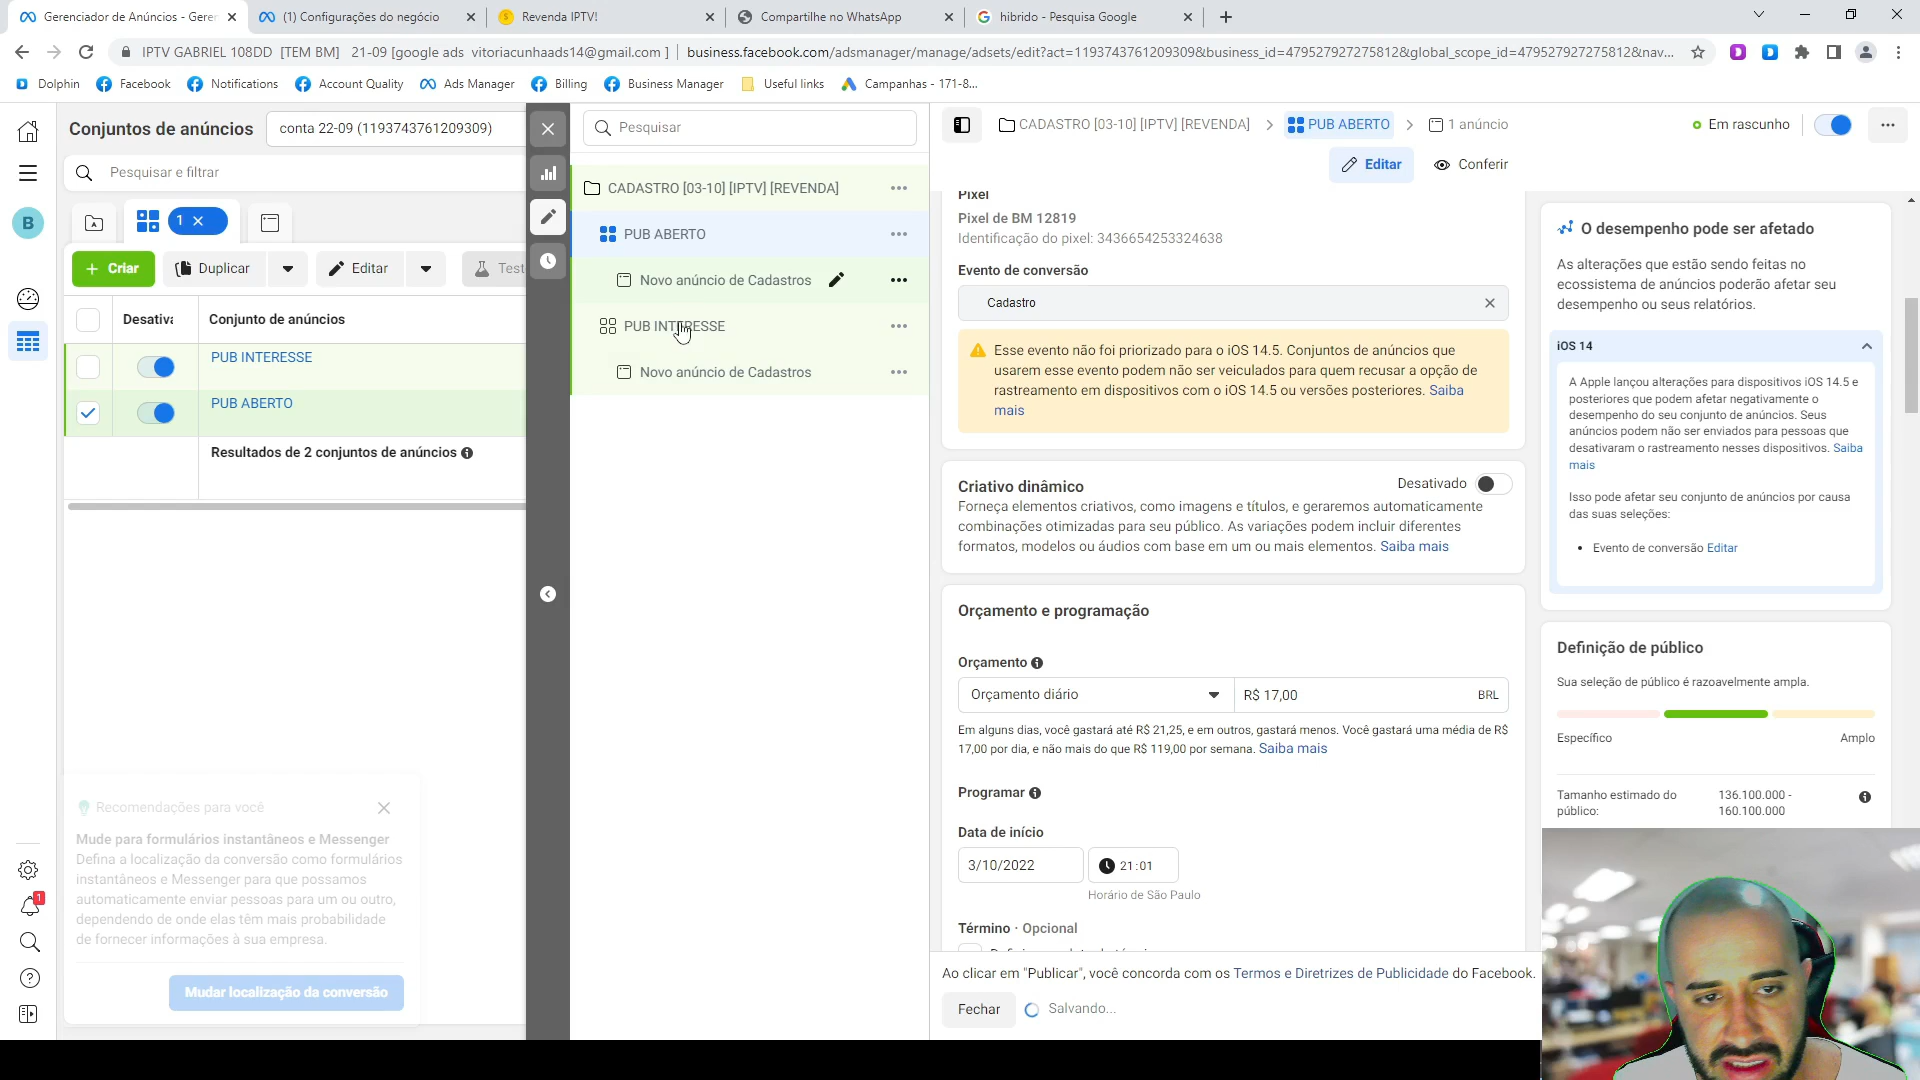 Gerenciador de Anúncios - Geren
(1) Configurações do negócio
Revenda IPTV!
Compartilhe no WhatsApp
hibrido - Pesquisa Google
IPTV GABRIEL 108DD [TEM BM] 21-09 [google ads vitoriacunhaads14@gmail.com ]
business.facebook.com/adsmanager/manage/adsets/edit?act=1193743761209309&business_id=479527927275812&global_scope_id=479527927275812&nav...
Dolphin
Facebook
Notifications
Account Quality
Ads Manager
Billing
Business Manager
Useful links
Campanhas - 171-8...
B
1
Conjuntos de anúncios
conta 22-09 (1193743761209309)
Pesquisar e filtrar
1
Criar
Duplicar
Editar
Test
Desativa
Conjunto de anúncios
PUB INTERESSE
PUB ABERTO
Resultados de 2 conjuntos de anúncios
Recomendações para você
Mude para formulários instantâneos e Messenger
Defina a localização da conversão como formulários
instantâneos e Messenger para que possamos
automaticamente enviar pessoas para um ou outro,
dependendo de onde elas têm mais probabilidade
de fornecer informações à sua empresa.
Mudar localização da conversão
Pesquisar
CADASTRO [03-10] [IPTV] [REVENDA]
PUB ABERTO
Novo anúncio de Cadastros
PUB INTERESSE
Novo anúncio de Cadastros
CADASTRO [03-10] [IPTV] [REVENDA]
PUB ABERTO
1 anúncio
Em rascunho
Editar
Conferir
Pixel
Pixel de BM 12819
Identificação do pixel: 3436654253324638
Evento de conversão
Cadastro
Esse evento não foi priorizado para o iOS 14.5. Conjuntos de anúncios que
usarem esse evento podem não ser veiculados para quem recusar a opção de
rastreamento em dispositivos com o iOS 14.5 ou versões posteriores. Saiba
mais
Criativo dinâmico
Desativado
Forneça elementos criativos, como imagens e títulos, e geraremos automaticamente
combinações otimizadas para seu público. As variações podem incluir diferentes
formatos, modelos ou áudios com base em um ou mais elementos. Saiba mais
Orçamento e programação
Orçamento
Orçamento diário
R$ 17,00
BRL
Em alguns dias, você gastará até R$ 21,25, e em outros, gastará menos. Você gastará uma média de R$
17,00 por dia, e não mais do que R$ 119,00 por semana. Saiba mais
Programar
Data de início
3/10/2022
21:01
Horário de São Paulo
Término · Opcional
Ao clicar em "Publicar", você concorda com os Termos e Diretrizes de Publicidade do Facebook.
Fechar
Salvando...
O desempenho pode ser afetado
As alterações que estão sendo feitas no
ecossistema de anúncios poderão afetar seu
desempenho ou seus relatórios.
iOS 14
A Apple lançou alterações para dispositivos iOS 14.5 e
posteriores que podem afetar negativamente o
desempenho do seu conjunto de anúncios. Seus
anúncios podem não ser enviados para pessoas que
desativaram o rastreamento nesses dispositivos. Saiba
mais
Isso pode afetar seu conjunto de anúncios por causa
das suas seleções:
Evento de conversão Editar
Definição de público
Sua seleção de público é razoavelmente ampla.
Específico
Amplo
Tamanho estimado do
público:
136.100.000 -
160.100.000